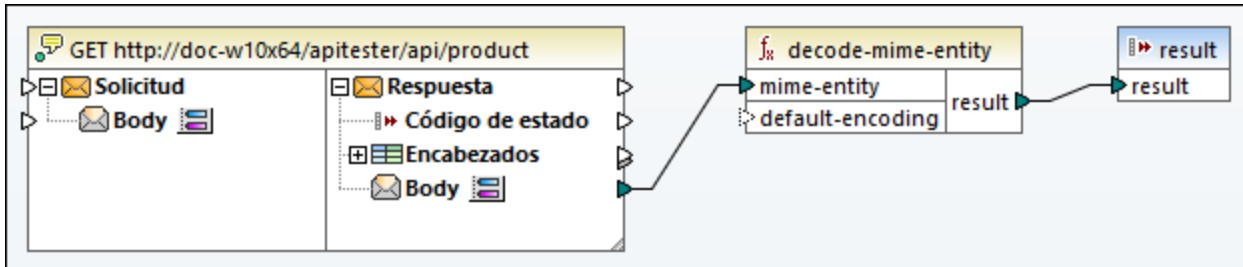 GET http://doc-w10x64/apitester/api/product
Solicitud
Body
Respuesta
Código de estado
Encabezados
Body
fx decode-mime-entity
mime-entity
default-encoding
result
result
result